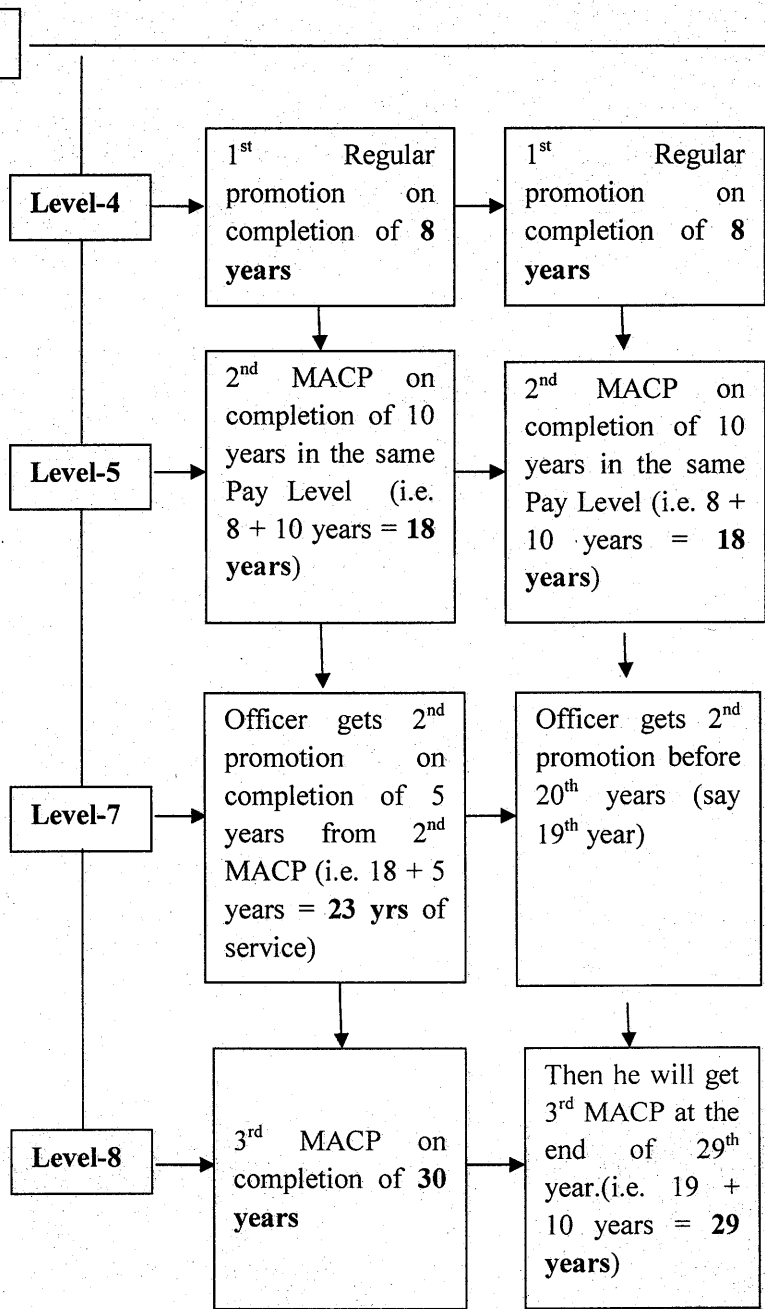 Level-4
1st Regular
promotion on
completion of 8
years
1st Regular
promotion on
completion of 8
years
Level-5
2nd MACP on
completion of 10
years in the same
Pay Level (i.e.
8 + 10 years = 18
years)
2nd MACP on
completion of 10
years in the same
Pay Level (i.e. 8 +
10 years = 18
years)
Level-7
Officer gets 2nd
promotion on
completion of 5
years from 2nd
MACP (i.e. 18 + 5
years = 23 yrs of
service)
Officer gets 2nd
promotion before
20th years (say
19th year)
Level-8
3rd MACP on
completion of 30
years
Then he will get
3rd MACP at the
end of 29th
year.(i.e. 19 +
10 years = 29
years)